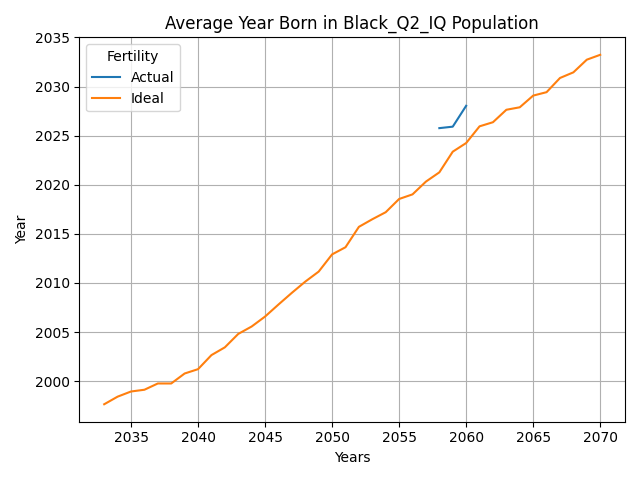 Average Year Born in Black_Q2_IQ Population
Fertility
Actual
Ideal
Year
2035
2030
2025
2020
2015
2010
2005
2000
2035 2040 2045 2050 2055 2060 2065 2070
Years